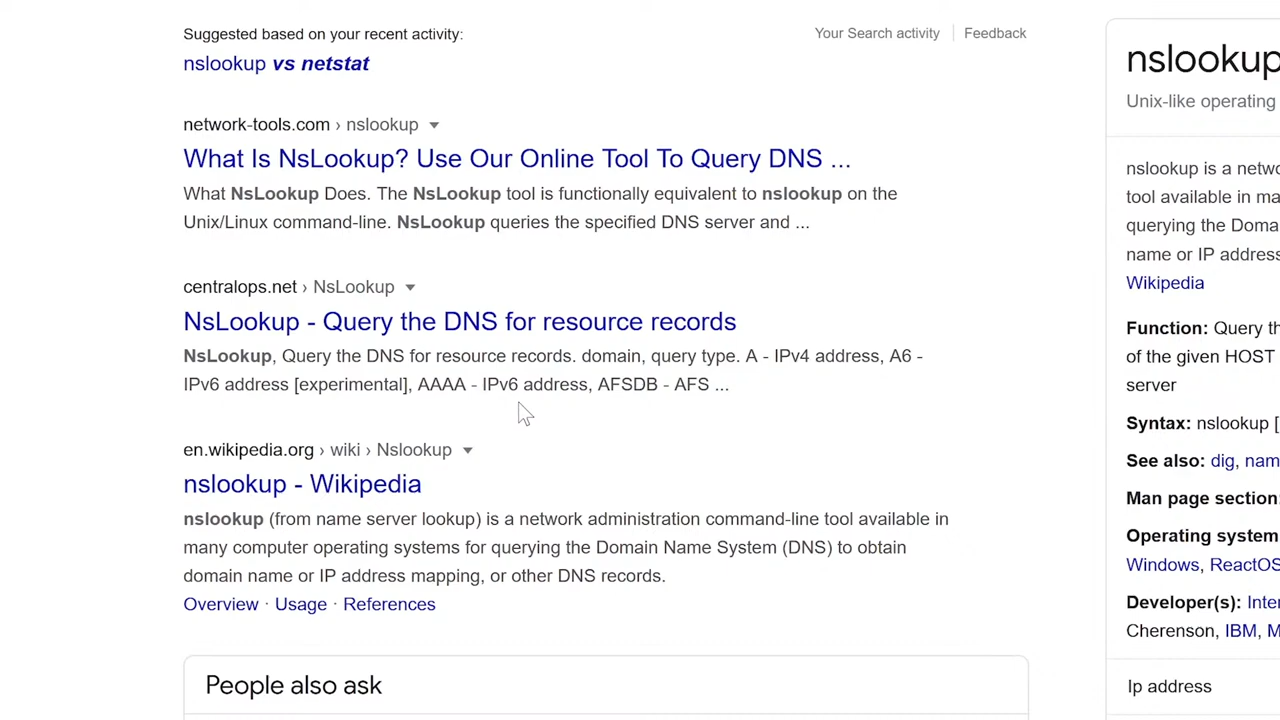 Suggested based on your recent activity:
Your Search activity
Feedback
nslookup vs netstat
network-tools.com › nslookup
What Is NsLookup? Use Our Online Tool To Query DNS ...
What NsLookup Does. The NsLookup tool is functionally equivalent to nslookup on the
Unix/Linux command-line. NsLookup queries the specified DNS server and ...
centralops.net › NsLookup
NsLookup - Query the DNS for resource records
NsLookup, Query the DNS for resource records. domain, query type. A - IPv4 address, A6 -
IPv6 address [experimental], AAAA - IPv6 address, AFSDB - AFS ...
en.wikipedia.org › wiki › Nslookup
nslookup - Wikipedia
nslookup (from name server lookup) is a network administration command-line tool available in
many computer operating systems for querying the Domain Name System (DNS) to obtain
domain name or IP address mapping, or other DNS records.
Overview · Usage · References
People also ask
nslookup
Unix-like operating
nslookup is a
tool available in
querying the
name or IP address
Wikipedia
Function: Query
of the given HOST
server
Syntax: nslookup [
See also: dig,
Man page section:
Operating system
Windows, ReactOS
Developer(s):
Cherenson, IBM,
Ip address